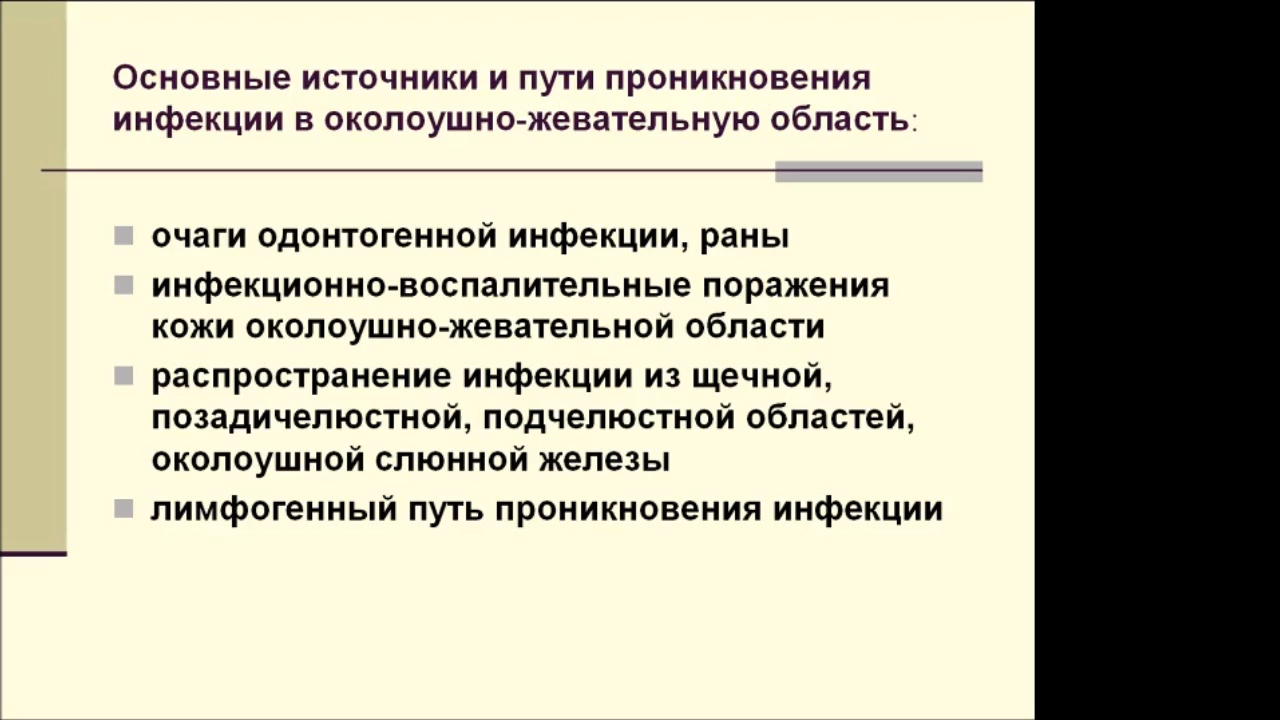 Основные источники и пути проникновения
инфекции в околоушно-жевательную область:
очаги одонтогенной инфекции, раны
инфекционно-воспалительные поражения
кожи околоушно-жевательной области
распространение инфекции из щечной,
позадичелюстной, подчелюстной областей,
околоушной слюнной железы
лимфогенный путь проникновения инфекции